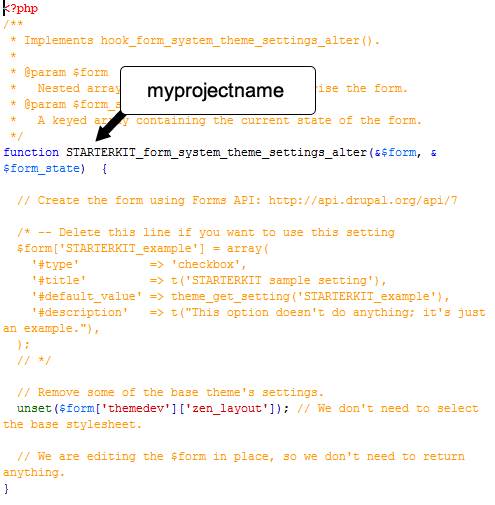 <?php
/**
 * Implements hook_form_system_theme_settings_alter().
 *
 * @param $form
 *   Nested array rise the form.
myprojectname
 * @param $form_s
 *   A keyed array containing the current state of the form.
 */
function STARTERKIT_form_system_theme_settings_alter(&$form, &
$form_state)  {

  // Create the form using Forms API: http://api.drupal.org/api/7

  /* -- Delete this line if you want to use this setting
  $form['STARTERKIT_example'] = array(
    '#type'          => 'checkbox',
    '#title'         => t('STARTERKIT sample setting'),
    '#default_value' => theme_get_setting('STARTERKIT_example'),
    '#description'   => t("This option doesn't do anything; it's just
an example."),
  );
  // */

  // Remove some of the base theme's settings.
  unset($form['themedev']['zen_layout']); // We don't need to select
the base stylesheet.

  // We are editing the $form in place, so we don't need to return
anything.
}